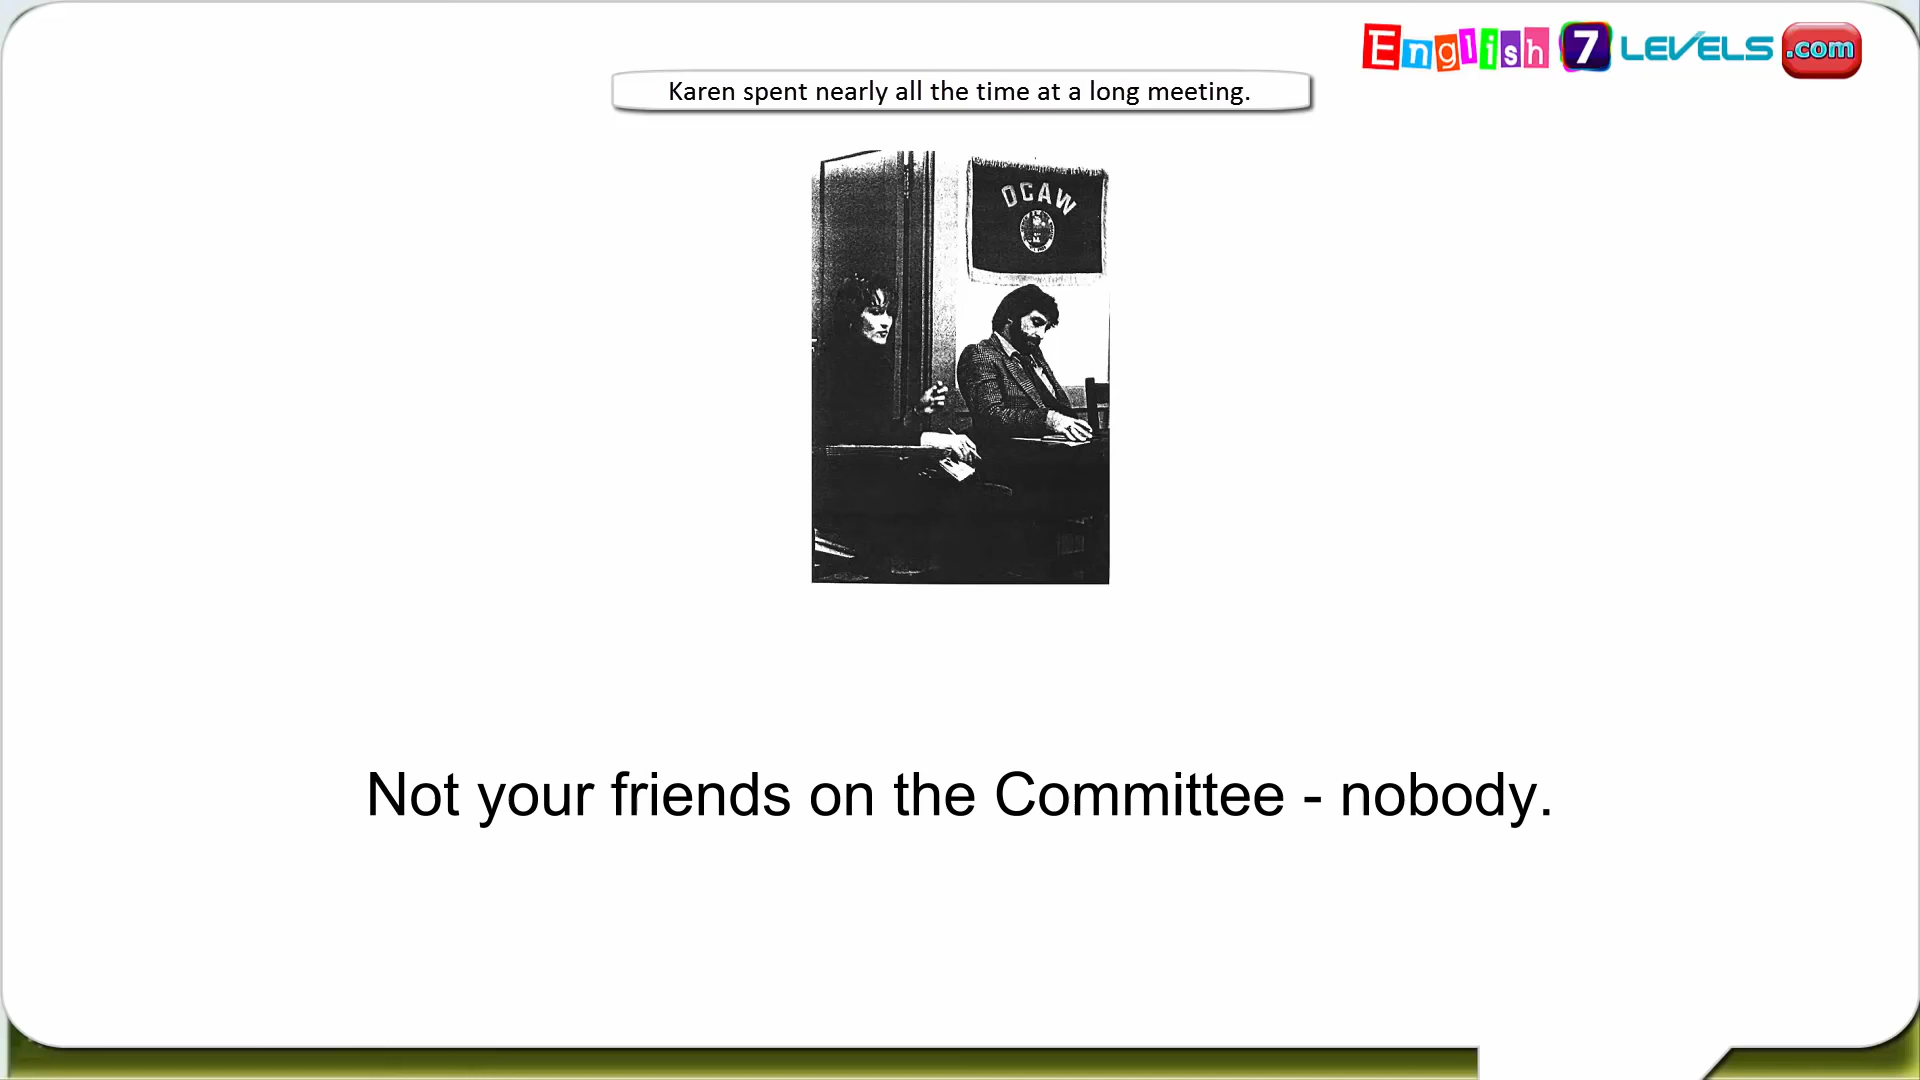 English 7 LEVELS .com
Karen spent nearly all the time at a long meeting.
OCAW
Not your friends on the Committee - nobody.